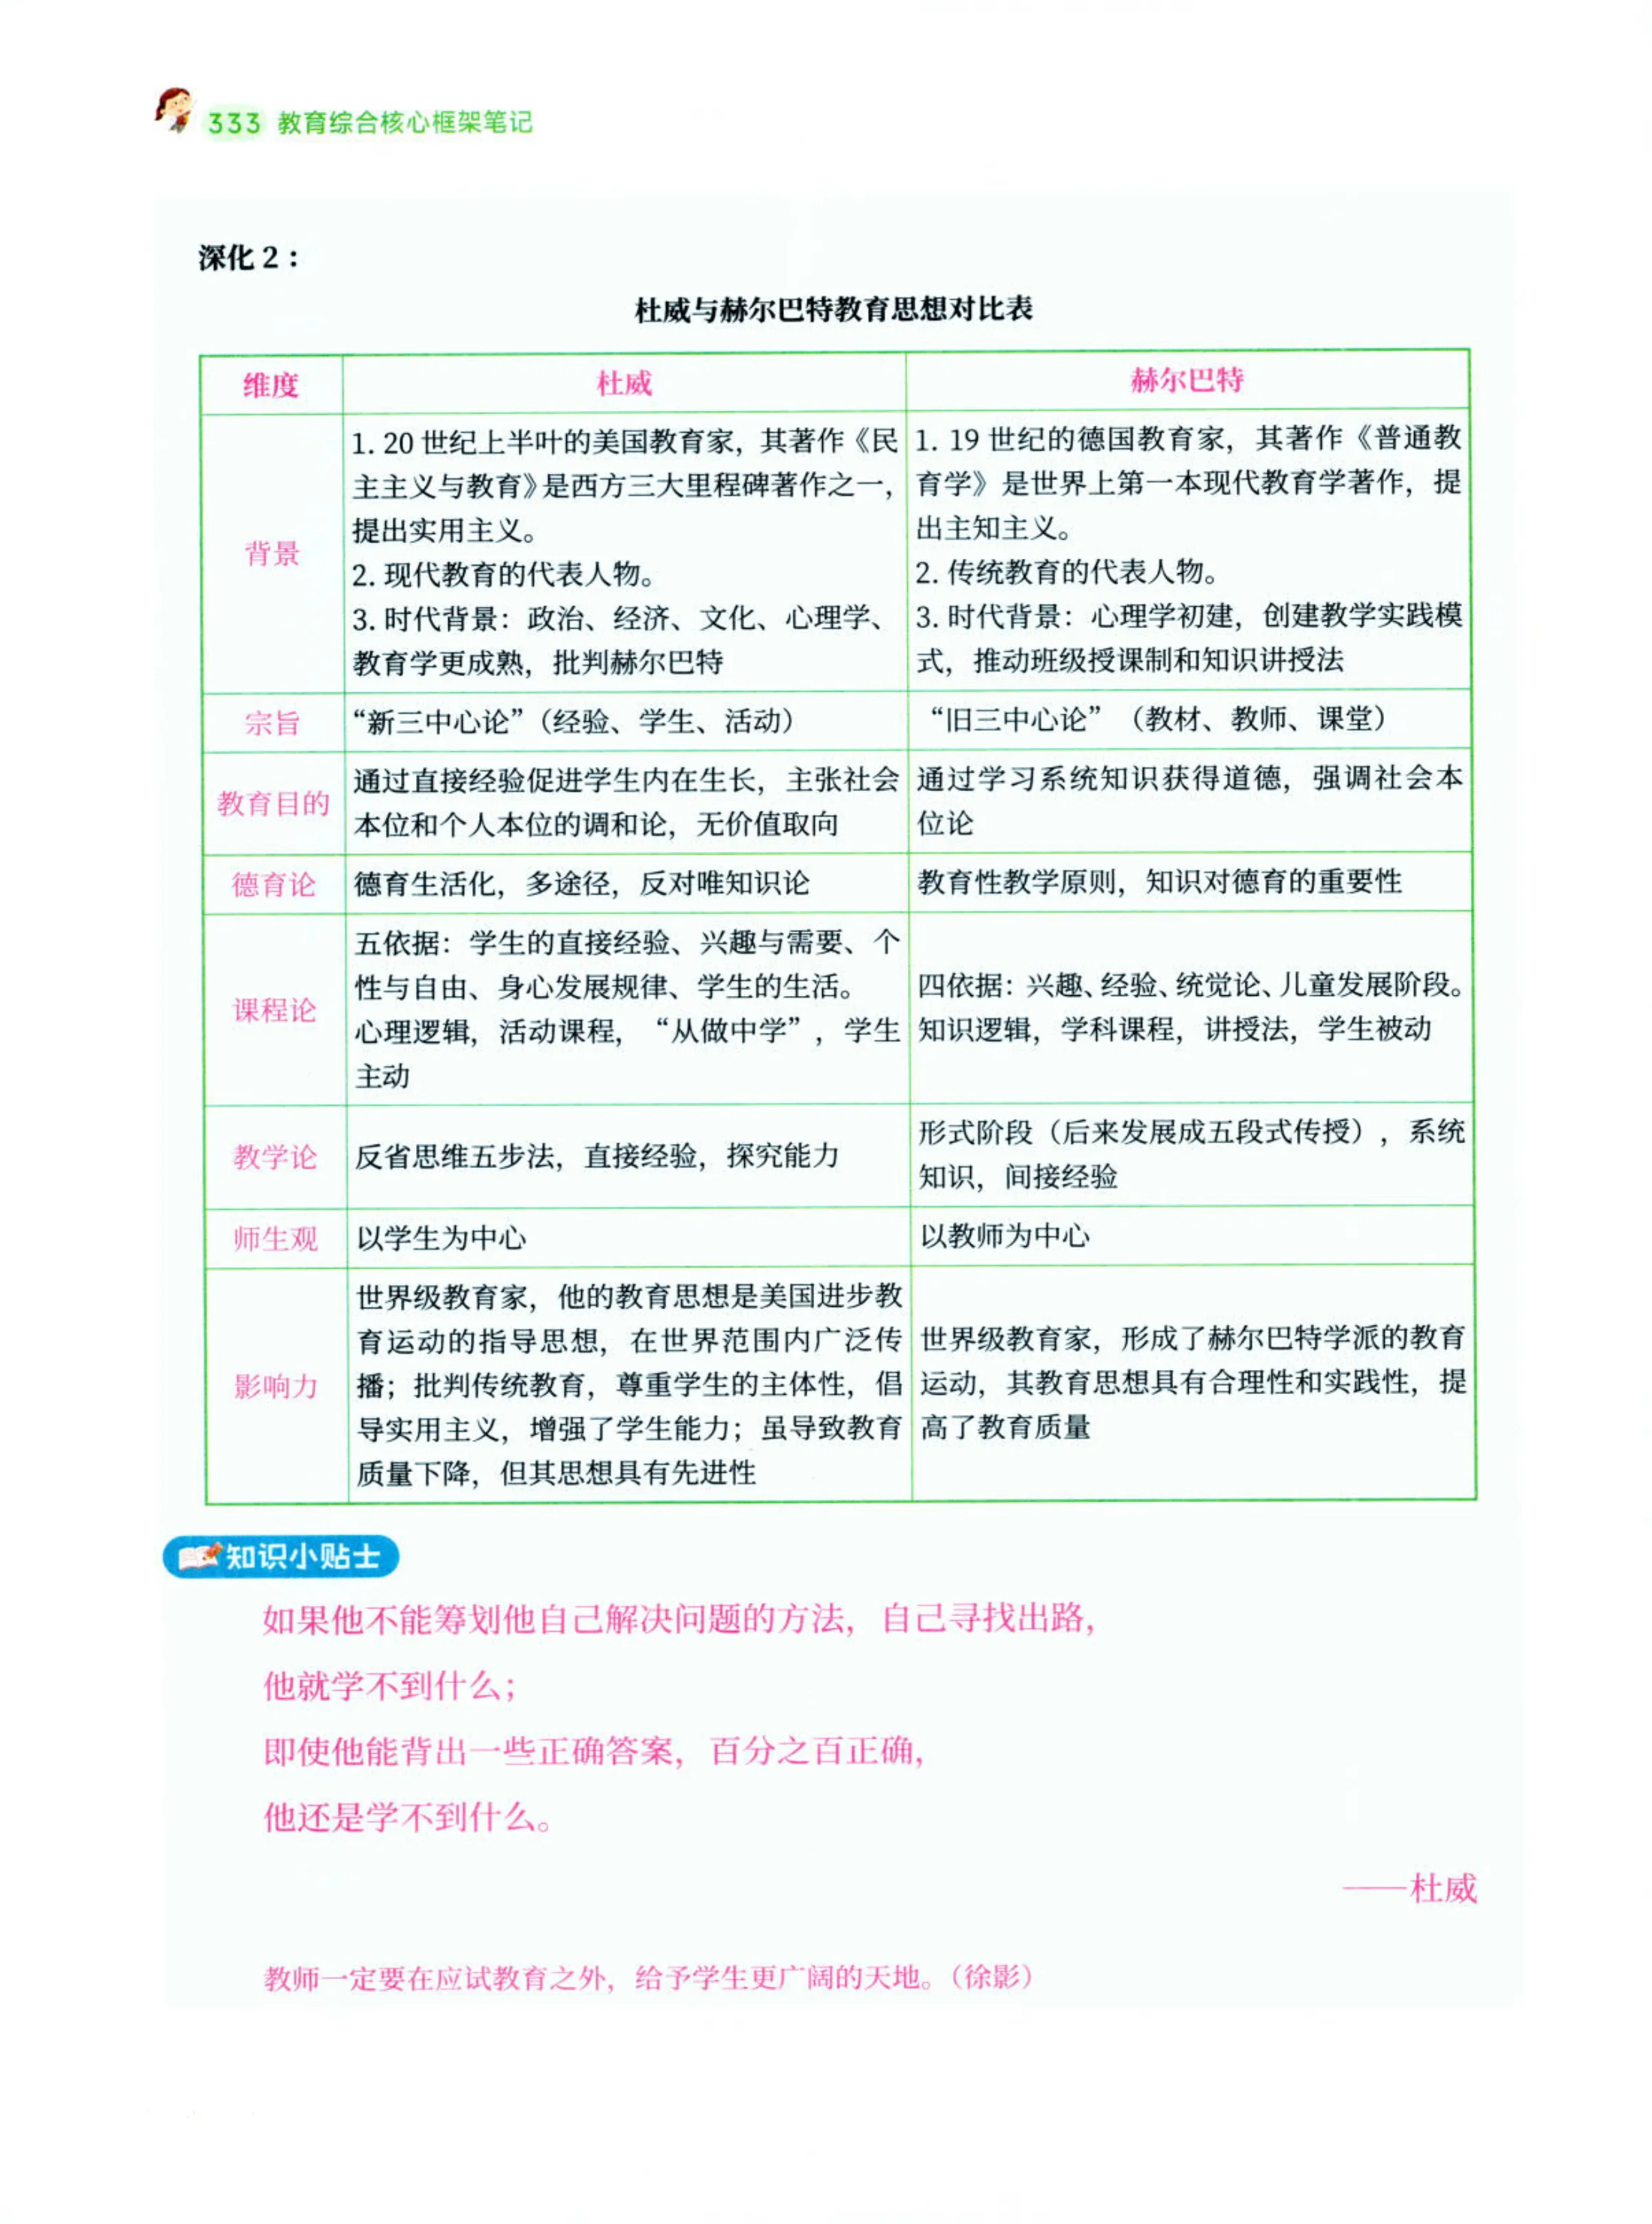 333 教育综合核心框架笔记
深化 2：
杜威与赫尔巴特教育思想对比表
维度
杜威
赫尔巴特
背景
1. 20 世纪上半叶的美国教育家，其著作《民
主主义与教育》是西方三大里程碑著作之一，
提出实用主义。
2. 现代教育的代表人物。
3. 时代背景：政治、经济、文化、心理学、
教育学更成熟，批判赫尔巴特
1. 19 世纪的德国教育家，其著作《普通教
育学》是世界上第一本现代教育学著作，提
出主知主义。
2. 传统教育的代表人物。
3. 时代背景：心理学初建，创建教学实践模
式，推动班级授课制和知识讲授法
宗旨
“新三中心论”（经验、学生、活动）
“旧三中心论”（教材、教师、课堂）
教育目的
通过直接经验促进学生内在生长，主张社会
本位和个人本位的调和论，无价值取向
通过学习系统知识获得道德，强调社会本
位论
德育论
德育生活化，多途径，反对唯知识论
教育性教学原则，知识对德育的重要性
课程论
五依据：学生的直接经验、兴趣与需要、个
性与自由、身心发展规律、学生的生活。
心理逻辑，活动课程，“从做中学”，学生
主动
四依据：兴趣、经验、统觉论、儿童发展阶段。
知识逻辑，学科课程，讲授法，学生被动
教学论
反省思维五步法，直接经验，探究能力
形式阶段（后来发展成五段式传授），系统
知识，间接经验
师生观
以学生为中心
以教师为中心
影响力
世界级教育家，他的教育思想是美国进步教
育运动的指导思想，在世界范围内广泛传
播；批判传统教育，尊重学生的主体性，倡
导实用主义，增强了学生能力；虽导致教育
质量下降，但其思想具有先进性
世界级教育家，形成了赫尔巴特学派的教育
运动，其教育思想具有合理性和实践性，提
高了教育质量
知识小贴士
如果他不能筹划他自己解决问题的方法，自己寻找出路，
他就学不到什么；
即使他能背出一些正确答案，百分之百正确，
他还是学不到什么。
——杜威
教师一定要在应试教育之外，给予学生更广阔的天地。（徐影）